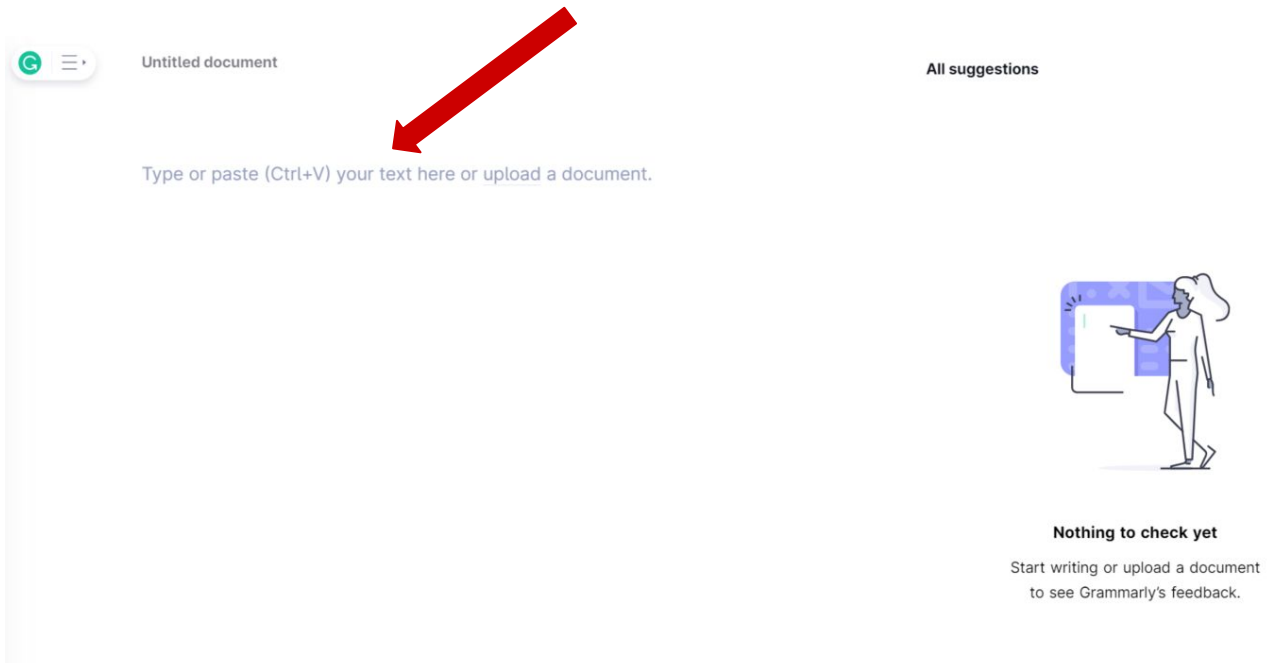 Untitled document
All suggestions
Type or paste (Ctrl+V) your text here or upload a document.
Nothing to check yet
Start writing or upload a document
to see Grammarly's feedback.